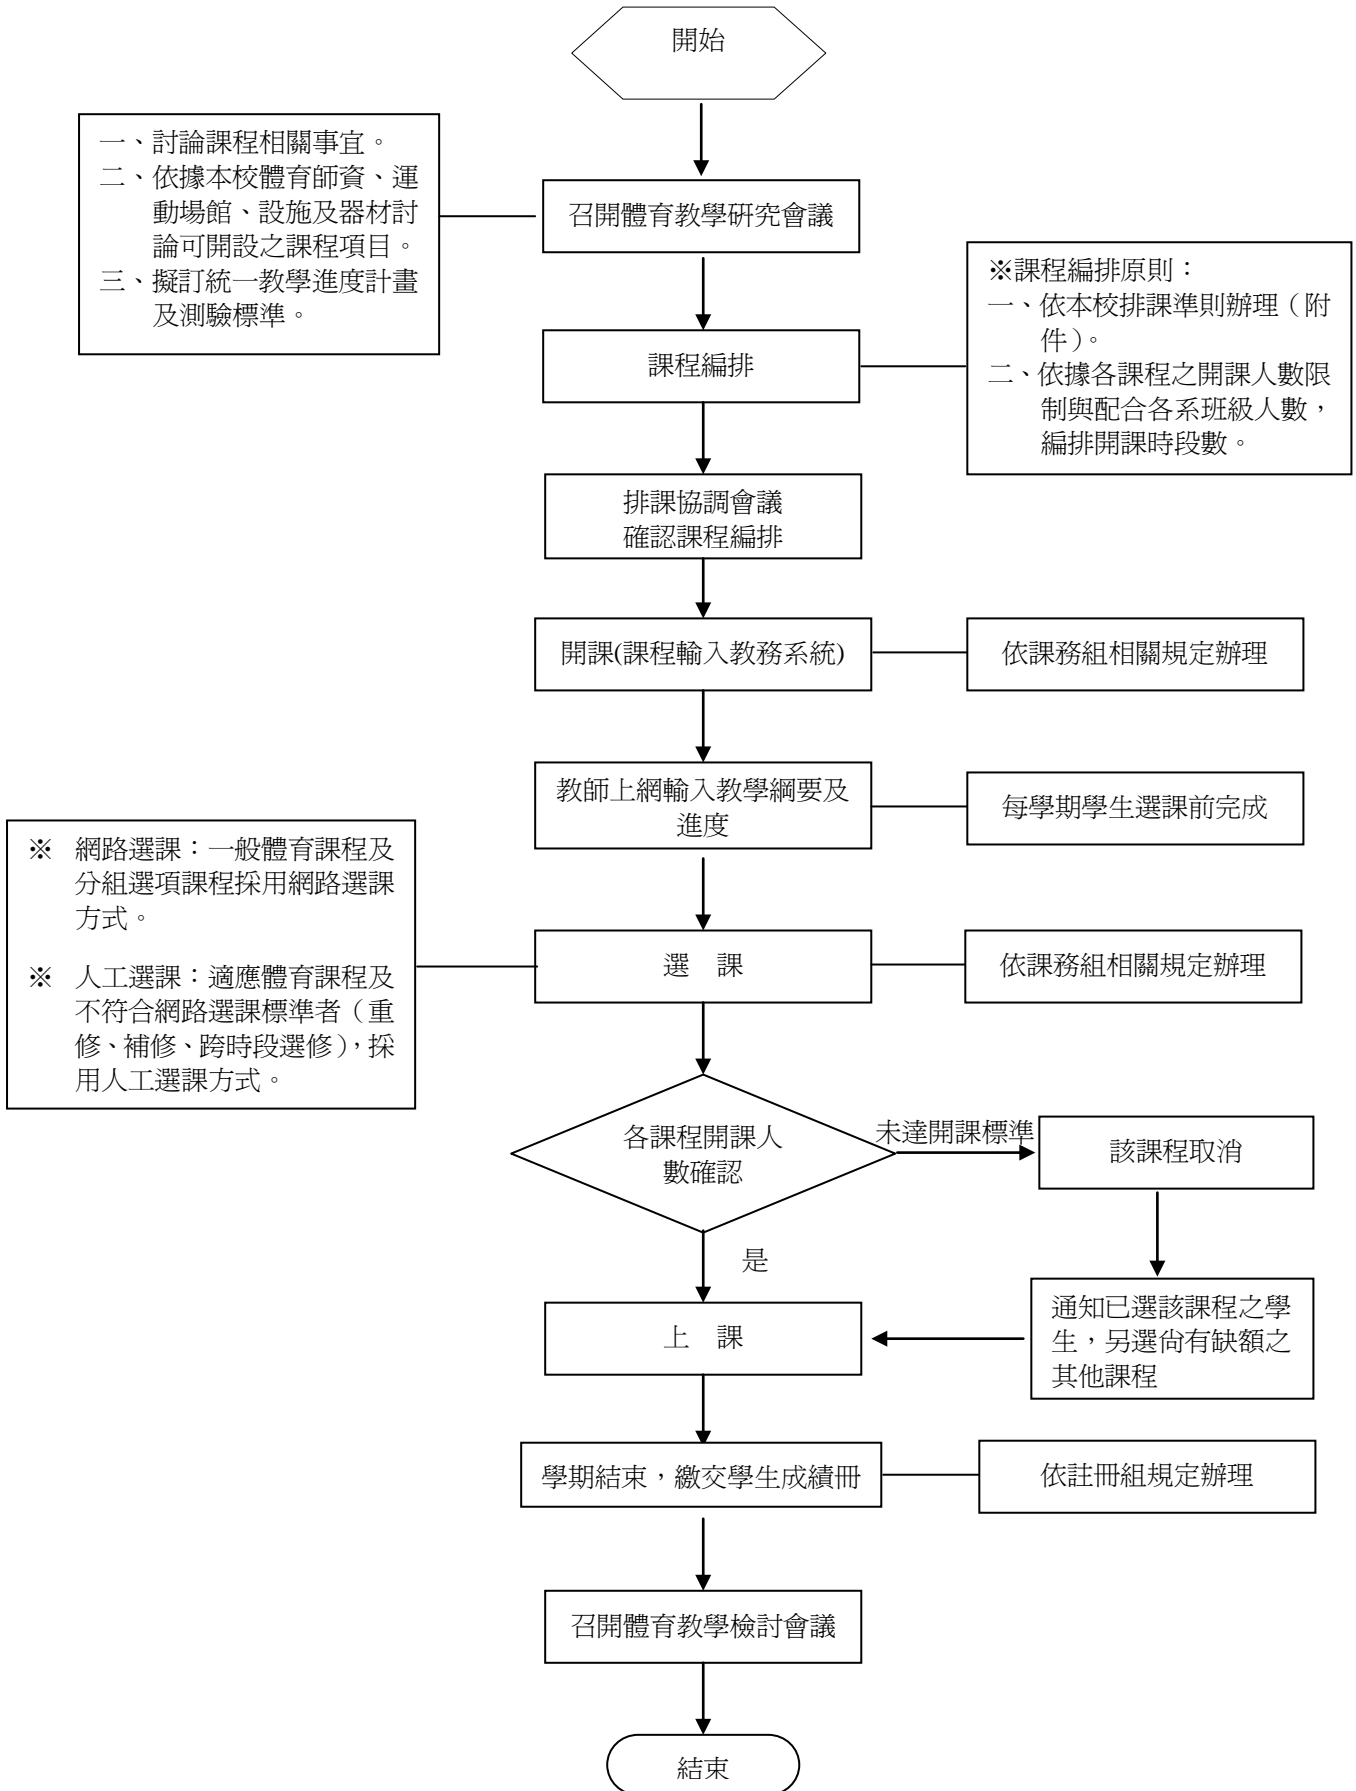 開始
一、討論課程相關事宜。
二、依據本校體育師資、運
動場館、設施及器材討
論可開設之課程項目。
三、擬訂統一教學進度計畫
及測驗標準。
召開體育教學研究會議
※課程編排原則：
一、依本校排課準則辦理（附
件）。
二、依據各課程之開課人數限
制與配合各系班級人數，
編排開課時段數。
課程編排
排課協調會議
確認課程編排
開課(課程輸入教務系統)
依課務組相關規定辦理
教師上網輸入教學綱要及
進度
每學期學生選課前完成
※ 網路選課：一般體育課程及
分組選項課程採用網路選課
方式。
※ 人工選課：適應體育課程及
不符合網路選課標準者（重
修、補修、跨時段選修），採
用人工選課方式。
選 課
依課務組相關規定辦理
各課程開課人
數確認
未達開課標準
該課程取消
是
通知已選該課程之學
生，另選尚有缺額之
其他課程
上 課
學期結束，繳交學生成績冊
依註冊組規定辦理
召開體育教學檢討會議
結束